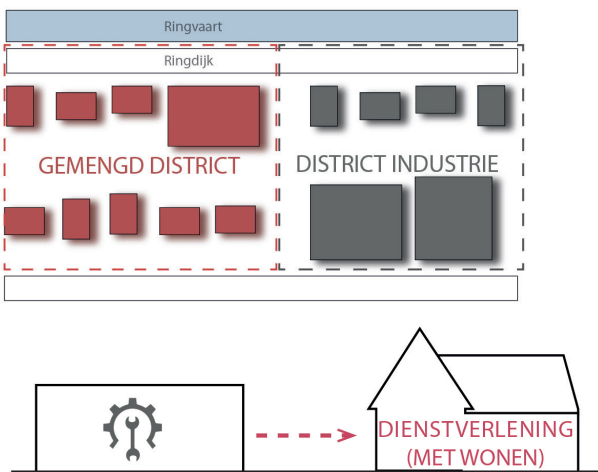 Ringvaart
Ringdijk
GEMENGD DISTRICT
DISTRICT INDUSTRIE
DIENSTVERLENING
(MET WONEN)